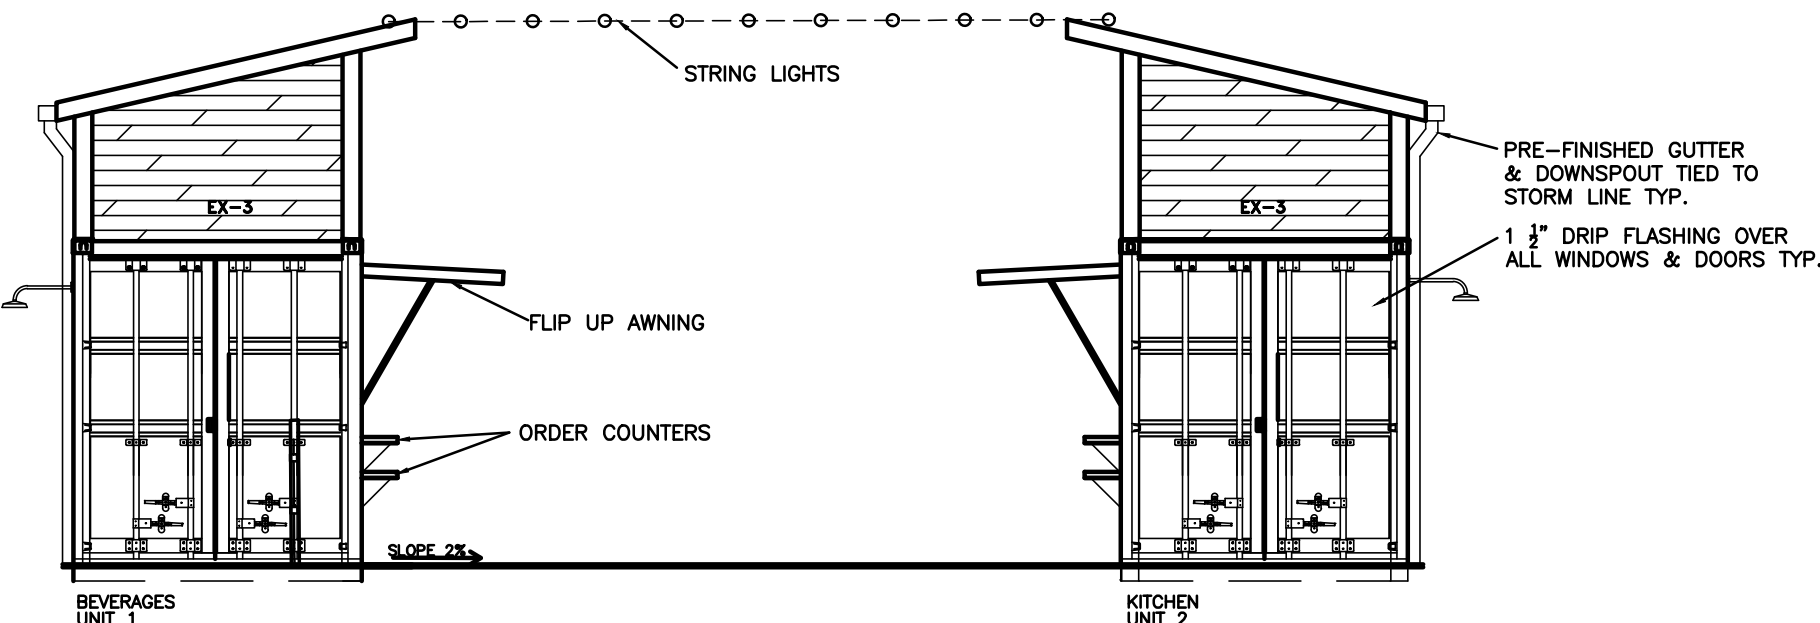 STRING LIGHTS
PRE-FINISHED GUTTER
& DOWNSPOUT TIED TO
STORM LINE TYP.
EX-3
EX-3
1 ½" DRIP FLASHING OVER
ALL WINDOWS & DOORS TYP.
FLIP UP AWNING
ORDER COUNTERS
SLOPE 2%
BEVERAGES
UNIT 1
KITCHEN
UNIT 2